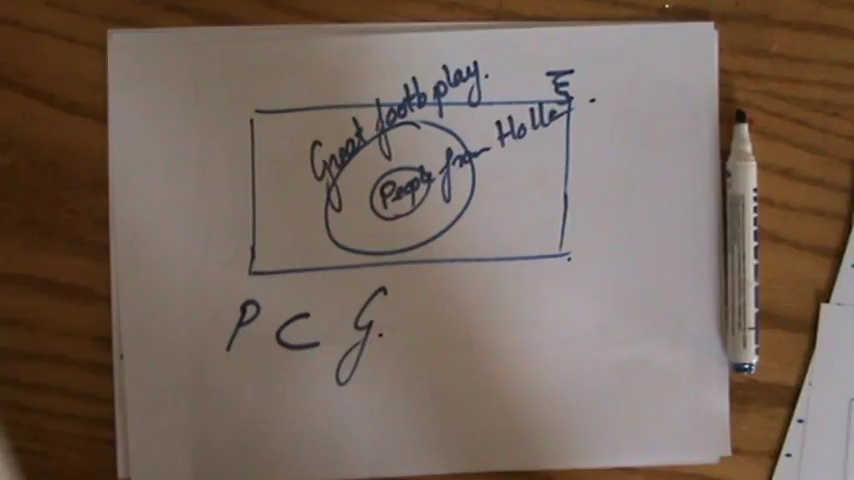 ξ
Great footb play.
People from Holla
P ⊂ G.